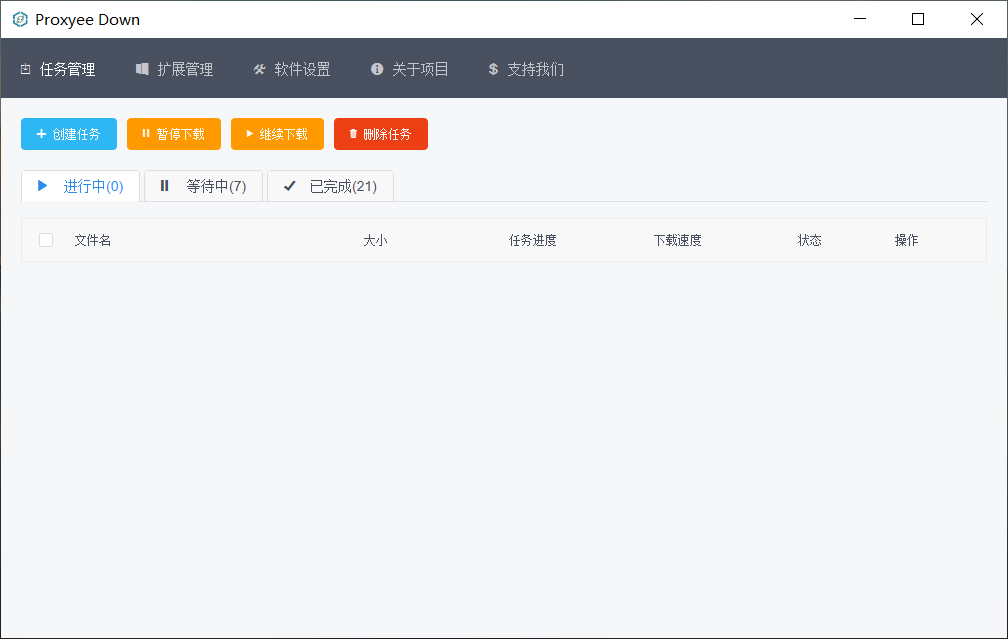 Proxyee Down
任务管理 扩展管理 软件设置 关于项目 支持我们
创建任务 暂停下载 继续下载 删除任务
进行中(0) 等待中(7) 已完成(21)
文件名 大小 任务进度 下载速度 状态 操作